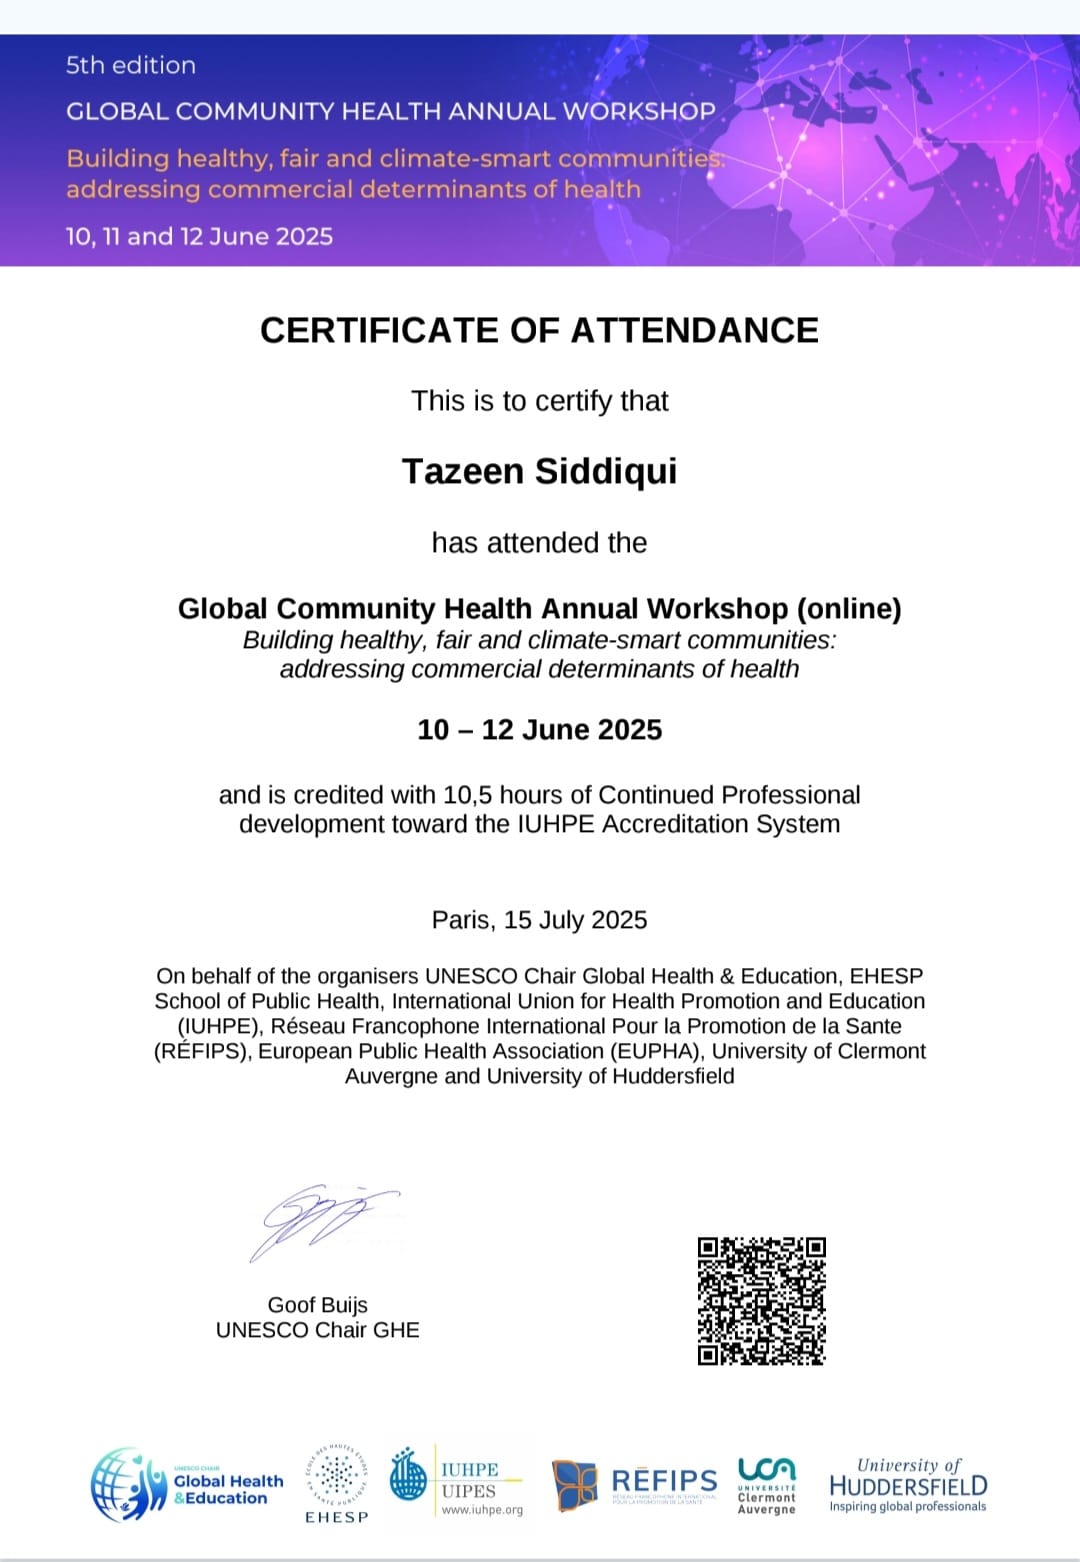 5th edition
GLOBAL COMMUNITY HEALTH ANNUAL WORKSHOP
Building healthy, fair and climate-smart communities:
addressing commercial determinants of health
10, 11 and 12 June 2025
CERTIFICATE OF ATTENDANCE
This is to certify that
Tazeen Siddiqui
has attended the
Global Community Health Annual Workshop (online)
Building healthy, fair and climate-smart communities:
addressing commercial determinants of health
10 – 12 June 2025
and is credited with 10,5 hours of Continued Professional
development toward the IUHPE Accreditation System
Paris, 15 July 2025
On behalf of the organisers UNESCO Chair Global Health & Education, EHESP
School of Public Health, International Union for Health Promotion and Education
(IUHPE), Réseau Francophone International Pour la Promotion de la Sante
(RÉFIPS), European Public Health Association (EUPHA), University of Clermont
Auvergne and University of Huddersfield
Goof Buijs
UNESCO Chair GHE
UNESCO CHAIR
Global Health
&Education
ÉCOLE DES HAUTES ÉTUDES EN SANTÉ PUBLIQUE
EHESP
IUHPE
UIPES
www.iuhpe.org
RÉFIPS
RÉSEAU FRANCOPHONE INTERNATIONAL
POUR LA PROMOTION DE LA SANTÉ
UCA
UNIVERSITÉ
Clermont
Auvergne
University of
HUDDERSFIELD
Inspiring global professionals